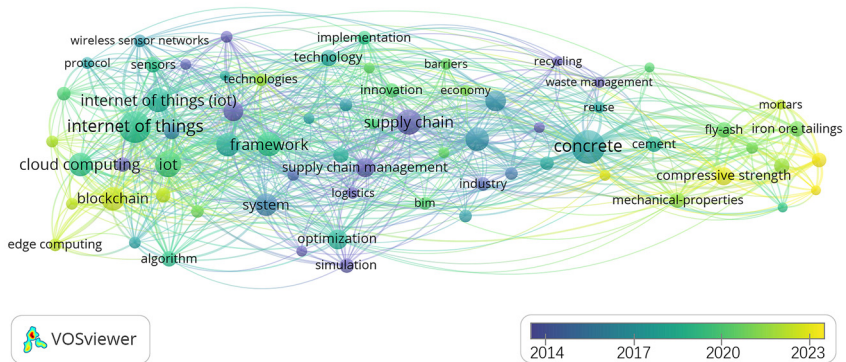 implementation
wireless sensor networks
technology
protocol
sensors
barriers
recycling
technologies
waste management
innovation
economy
internet of things (iot)
reuse
mortars
internet of things
supply chain
fly-ash
iron ore tailings
framework
concrete
cement
cloud computing
iot
supply chain management
compressive strength
industry
blockchain
logistics
mechanical-properties
system
bim
edge computing
optimization
algorithm
simulation
VOSviewer
2014
2017
2020
2023